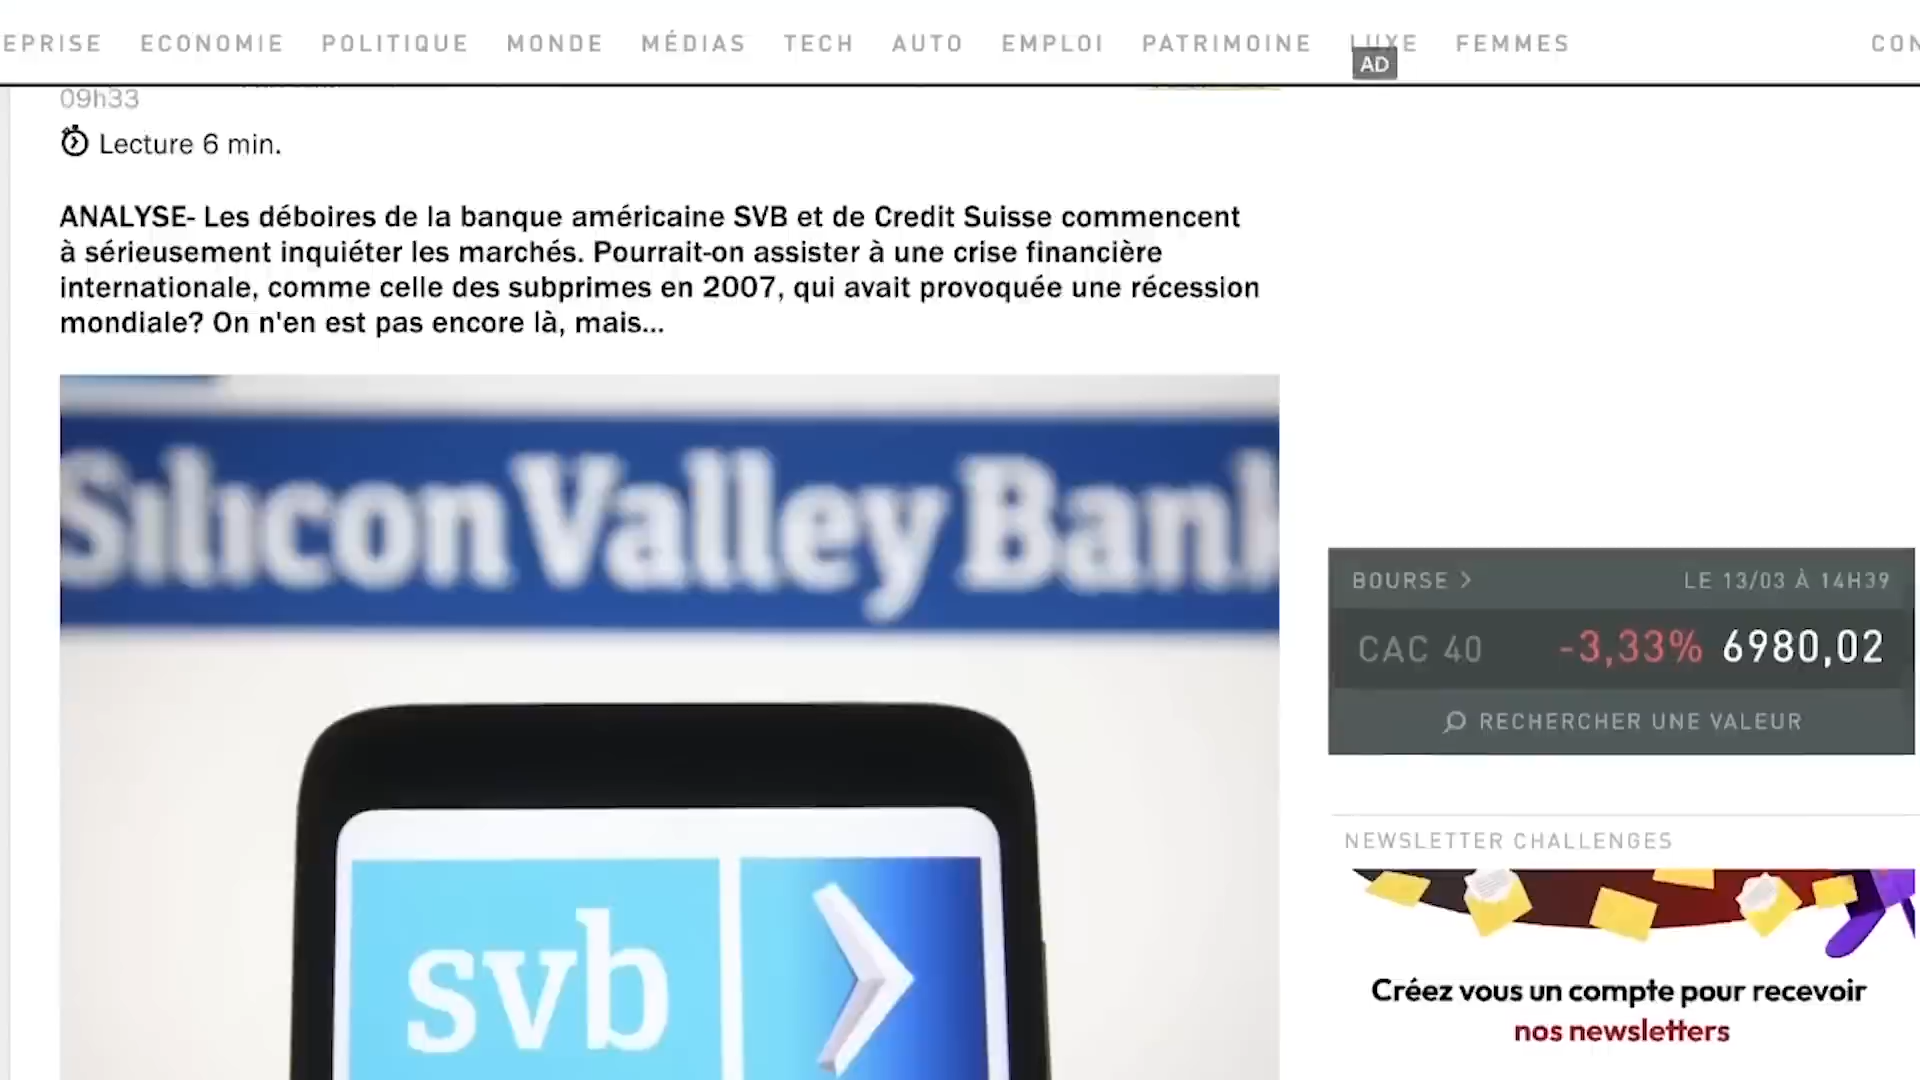 EPRISE ECONOMIE POLITIQUE MONDE MÉDIAS TECH AUTO EMPLOI PATRIMOINE LUXE FEMMES CON
AD
09h33
Lecture 6 min.
ANALYSE- Les déboires de la banque américaine SVB et de Credit Suisse commencent
à sérieusement inquiéter les marchés. Pourrait-on assister à une crise financière
internationale, comme celle des subprimes en 2007, qui avait provoquée une récession
mondiale? On n'en est pas encore là, mais...
Silicon Valley Bank
svb
BOURSE > LE 13/03 À 14H39
CAC 40 -3,33% 6980,02
RECHERCHER UNE VALEUR
NEWSLETTER CHALLENGES
Créez vous un compte pour recevoir
nos newsletters